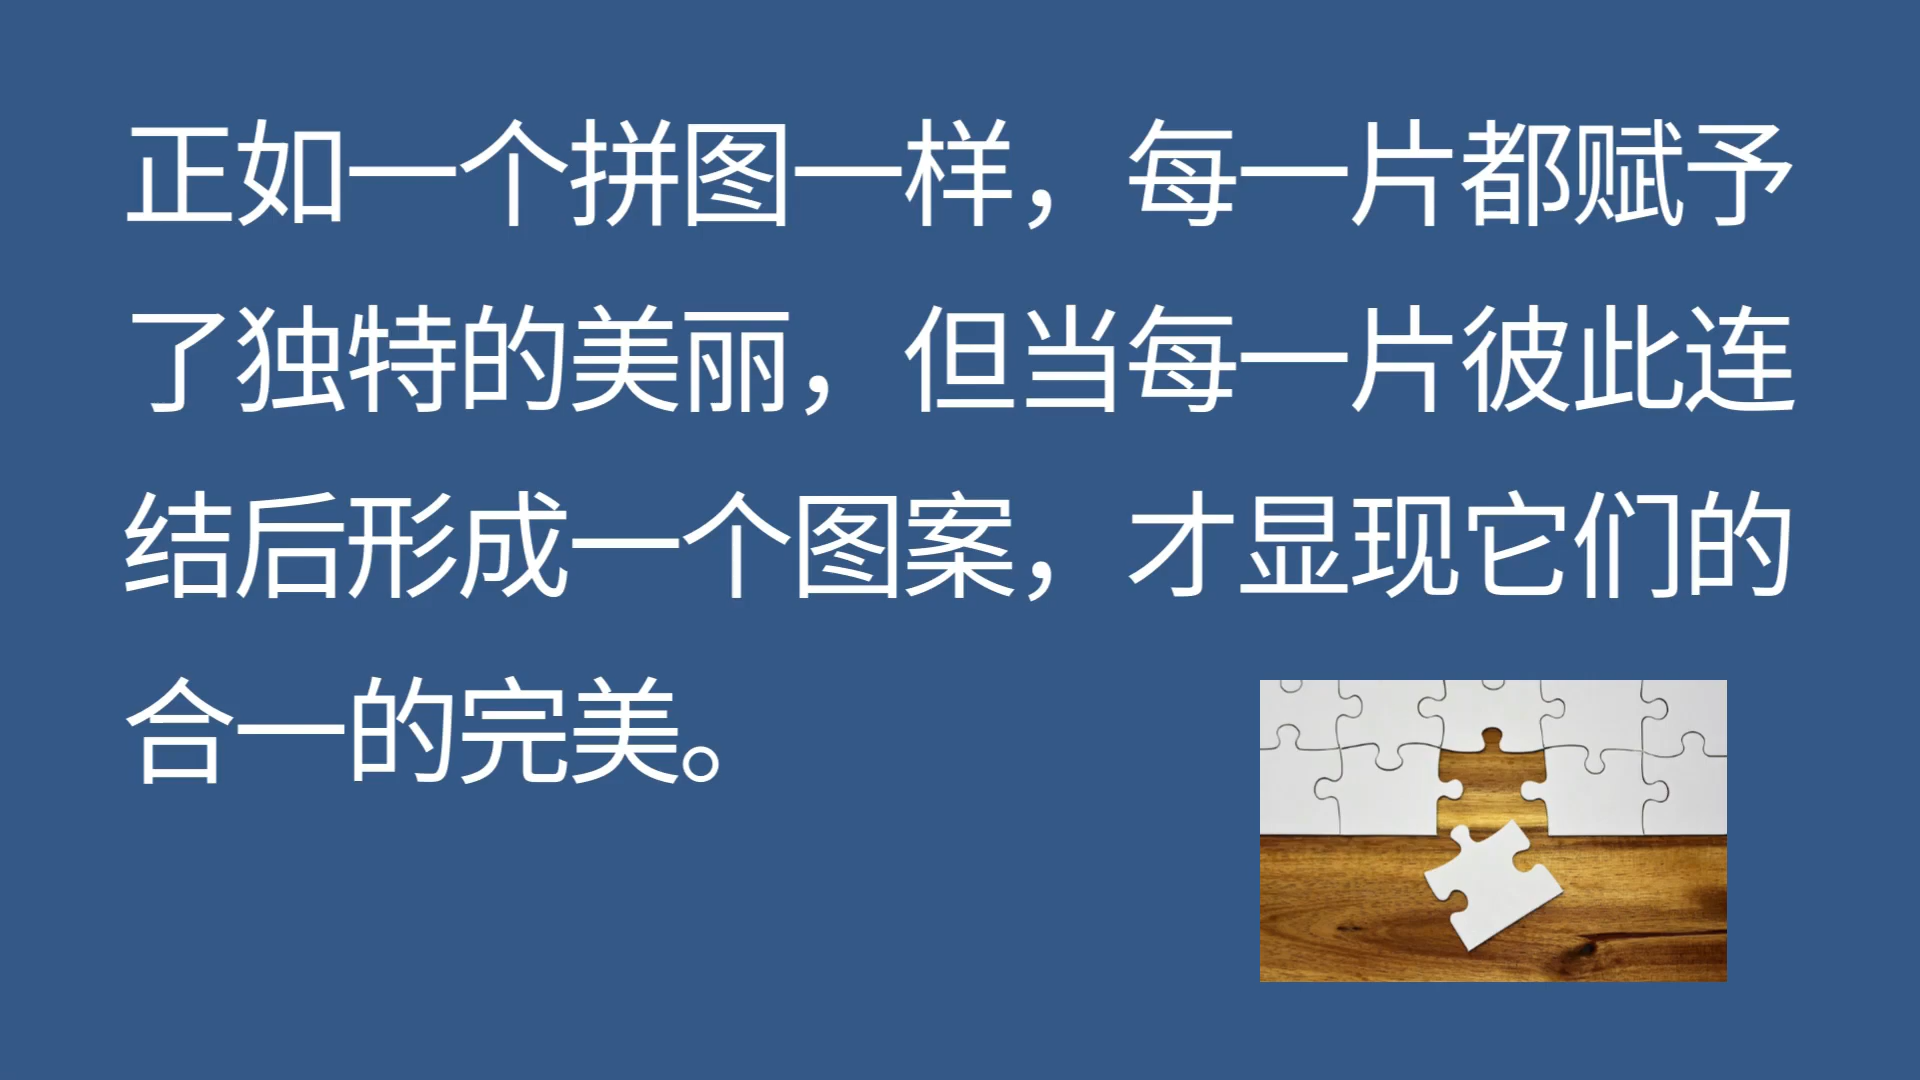 正如一个拼图一样，每一片都赋予
了独特的美丽，但当每一片彼此连
结后形成一个图案，才显现它们的
合一的完美。